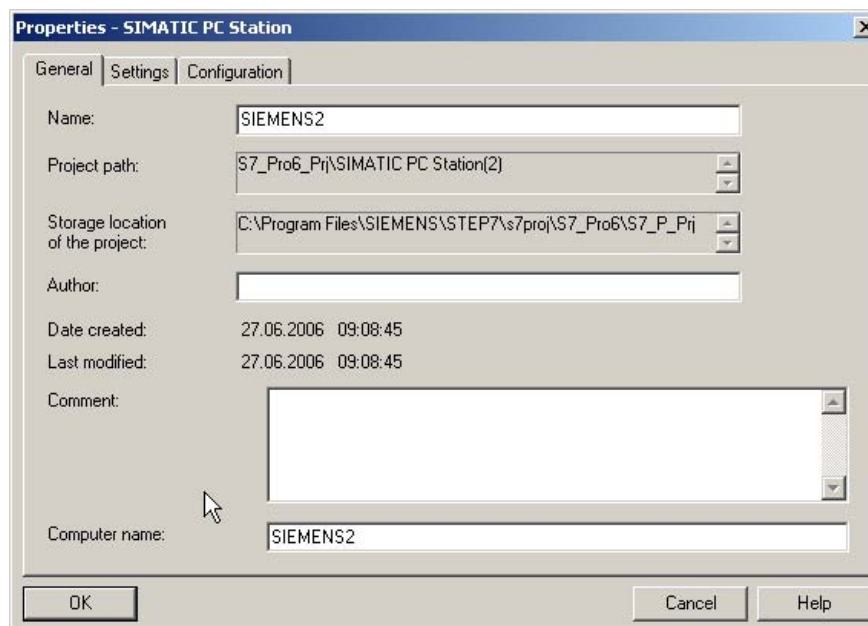 Properties - SIMATIC PC Station
General Settings Configuration
Name: SIEMENS2
Project path: S7_Pro6_Prj\SIMATIC PC Station(2)
Storage location C:\Program Files\SIEMENS\STEP7\s7proj\S7_Pro6\S7_P_Prj
of the project:
Author:
Date created: 27.06.2006 09:08:45
Last modified: 27.06.2006 09:08:45
Comment:
Computer name: SIEMENS2
OK Cancel Help